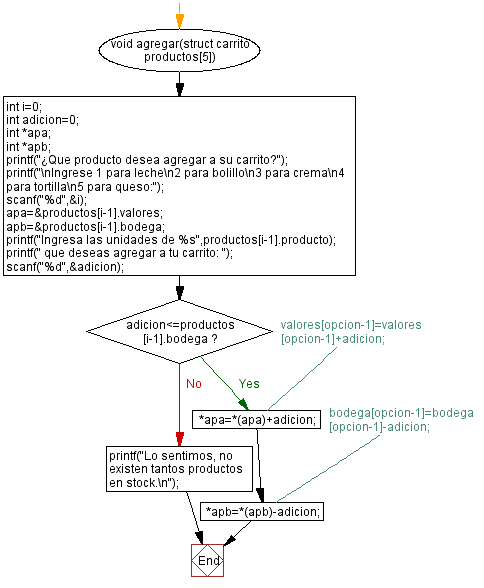 void agregar(struct carrito
productos[5])
int i=0;
int adicion=0;
int *apa;
int *apb;
printf("¿Que producto desea agregar a su carrito?");
printf("\nIngrese 1 para leche\n2 para bolillo\n3 para crema\n4
para tortilla\n5 para queso:");
scanf("%d",&i);
apa=&productos[i-1].valores;
apb=&productos[i-1].bodega;
printf("Ingresa las unidades de %s",productos[i-1].producto);
printf(" que deseas agregar a tu carrito: ");
scanf("%d",&adicion);
adicion<=productos
[i-1].bodega ?
valores[opcion-1]=valores
[opcion-1]+adicion;
No
Yes
*apa=*(apa)+adicion;
bodega[opcion-1]=bodega
[opcion-1]-adicion;
printf("Lo sentimos, no
existen tantos productos
en stock.\n");
*apb=*(apb)-adicion;
End